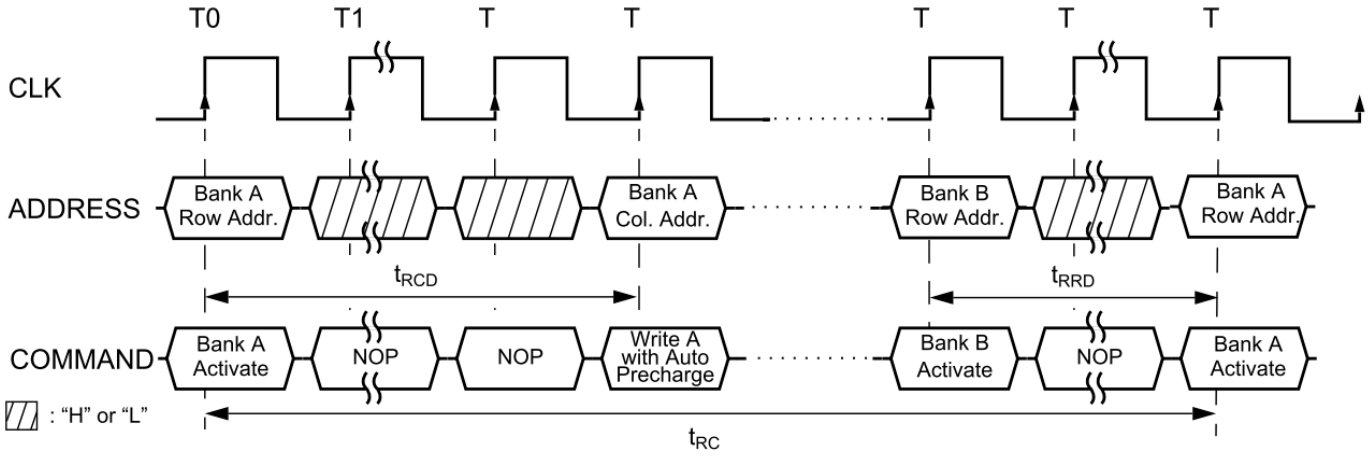 T0 T1 T T T T T
CLK
ADDRESS
Bank A
Row Addr.
Bank A
Col. Addr.
Bank B
Row Addr.
Bank A
Row Addr.
tRCD
tRRD
COMMAND
Bank A
Activate
NOP
NOP
Write A
with Auto
Precharge
Bank B
Activate
NOP
Bank A
Activate
: “H” or “L”
tRC